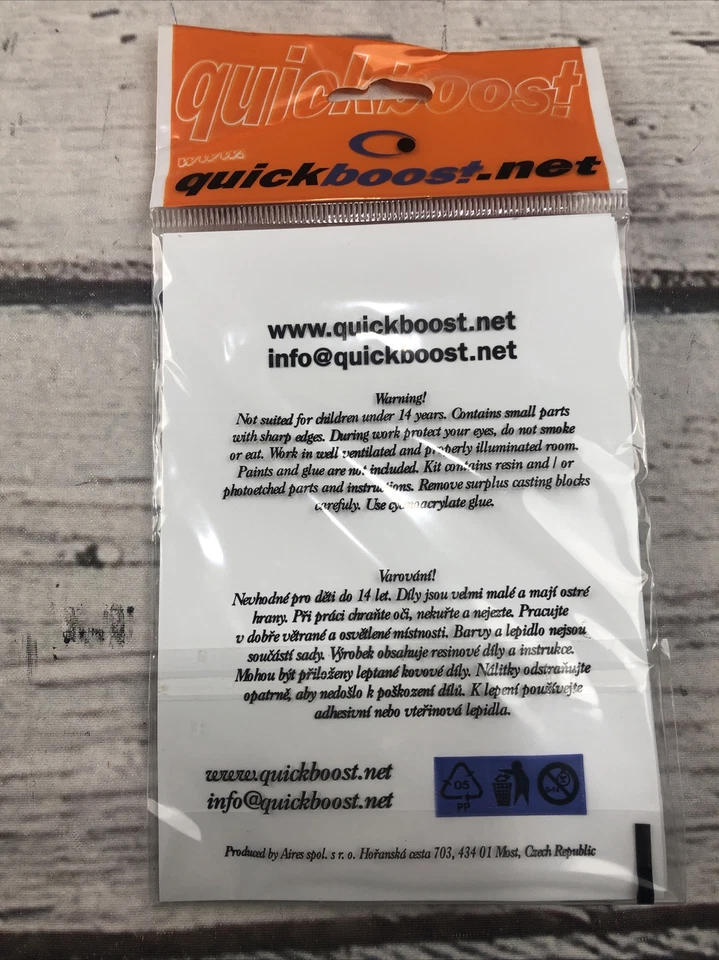 quickboost
www.
quickboost.net
www.quickboost.net
info@quickboost.net
Warning!
Not suited for children under 14 years. Contains small parts
with sharp edges. During work protect your eyes, do not smoke
or eat. Work in well ventilated and properly illuminated room.
Paints and glue are not included. Kit contains resin and / or
photoetched parts and instructions. Remove surplus casting blocks
carefuly. Use cyanoacrylate glue.
Varování!
Nevhodné pro děti do 14 let. Díly jsou velmi malé a mají ostré
hrany. Při práci chraňte oči, nekuřte a nejezte. Pracujte
v dobře větrané a osvětlené místnosti. Barvy a lepidlo nejsou
součástí sady. Výrobek obsahuje resinové díly a instrukce.
Mohou být přiloženy leptané kovové díly. Nálitky odstraňujte
opatrně, aby nedošlo k poškození dílů. K lepení používejte
adhesivní nebo vteřinová lepidla.
www.quickboost.net
info@quickboost.net
05
PP
0-14
Produced by Aires spol. s r. o. Hořanská cesta 703, 434 01 Most, Czech Republic